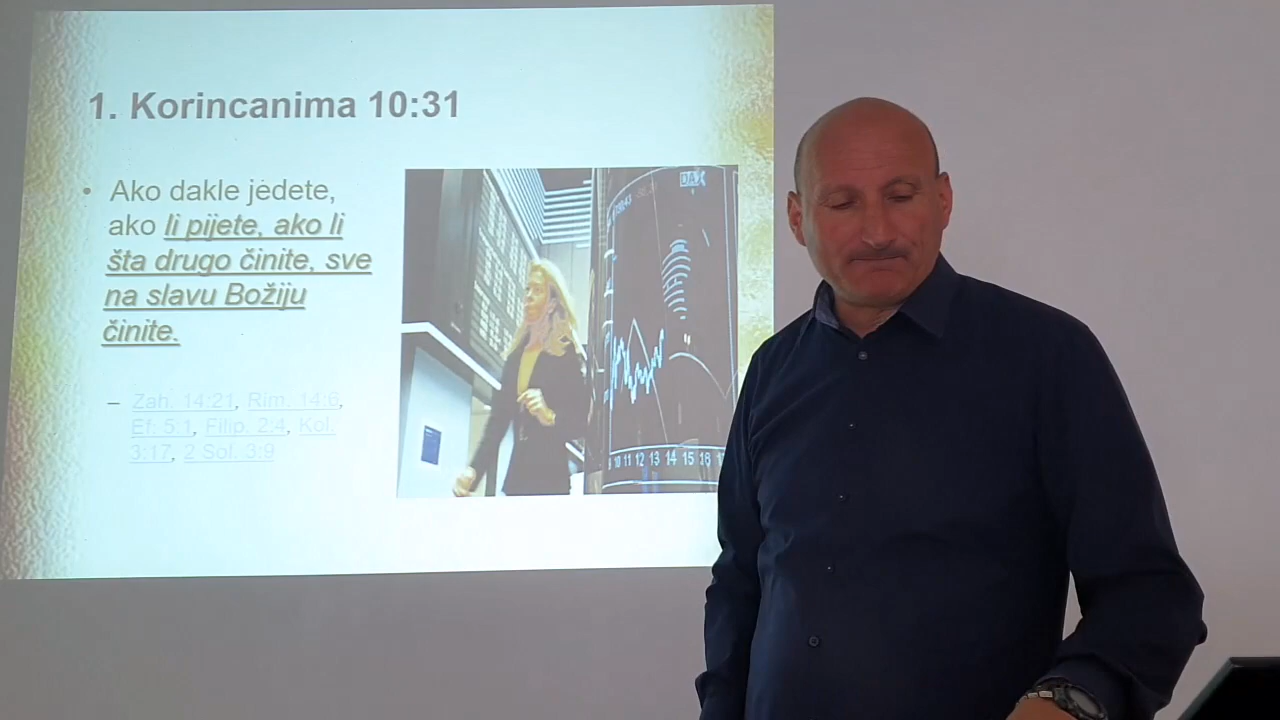 1. Korincanima 10:31
• Ako dakle jedete,
ako li pijete, ako li
šta drugo činite, sve
na slavu Božiju
činite.
– Zah. 14:21, Rim. 14:6,
Ef. 5:1, Filip. 2:4, Kol.
3:17, 2 Sol. 3:9
DAX
10 11 12 13 14 15 16